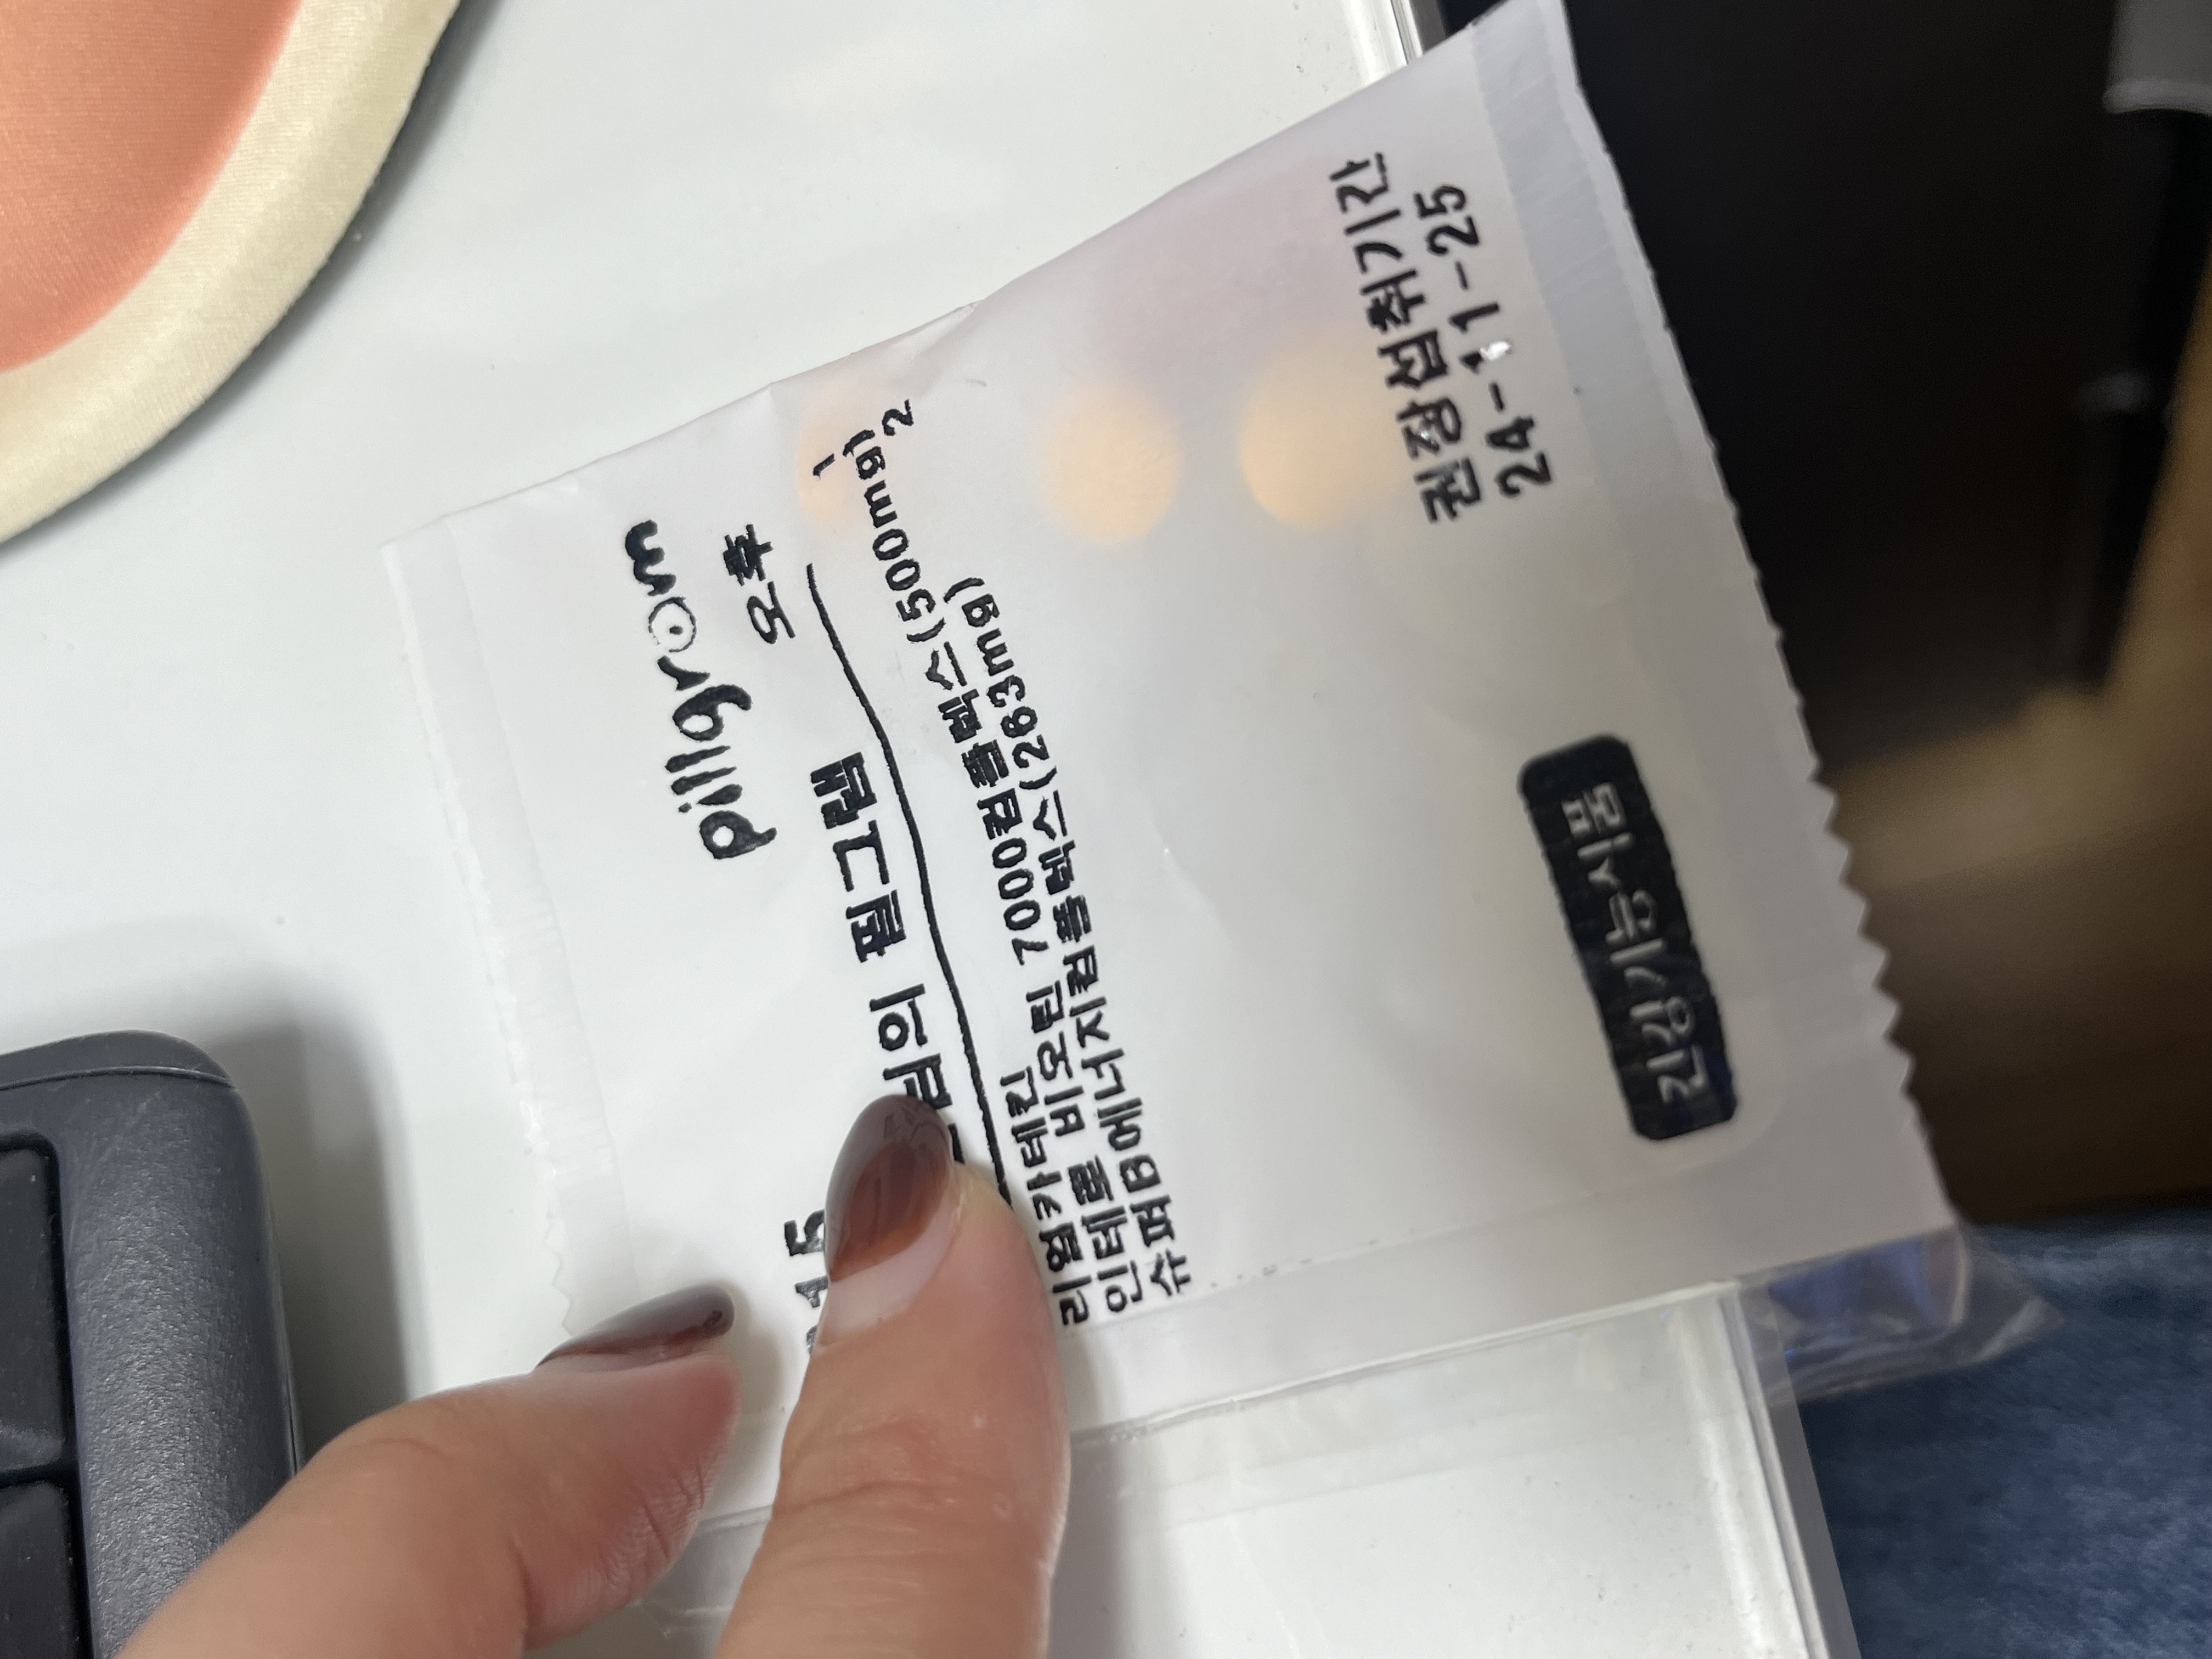 pillgram
오후
215
님의 필그램
리얼카테킨 1
인테로 비오틴 7000컴플렉스(500mg) 2
슈퍼B에너지컴플렉스(263mg)
권장섭취기간
24-11-25
건강기능식품